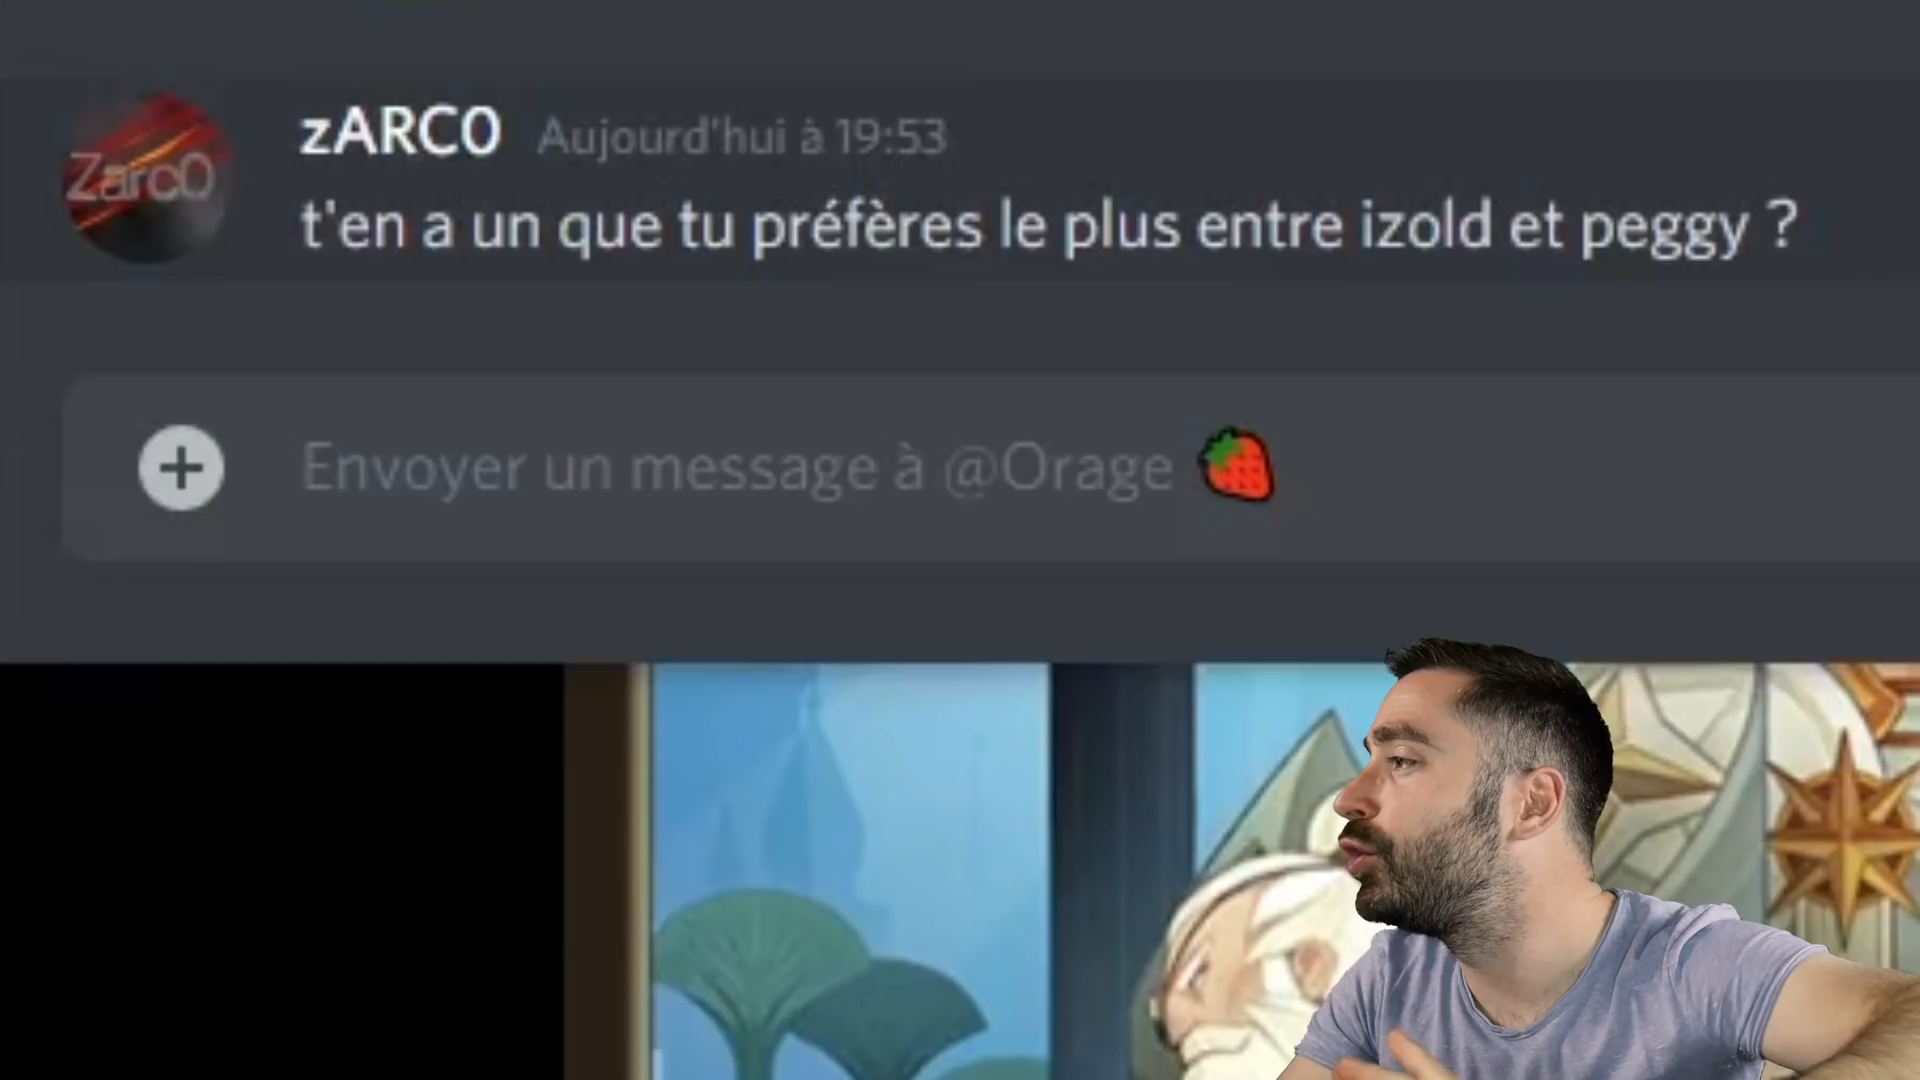 zARC0 Aujourd'hui à 19:53
Zarc0
t'en a un que tu préfères le plus entre izold et peggy ?
Envoyer un message à @Orage 🍓